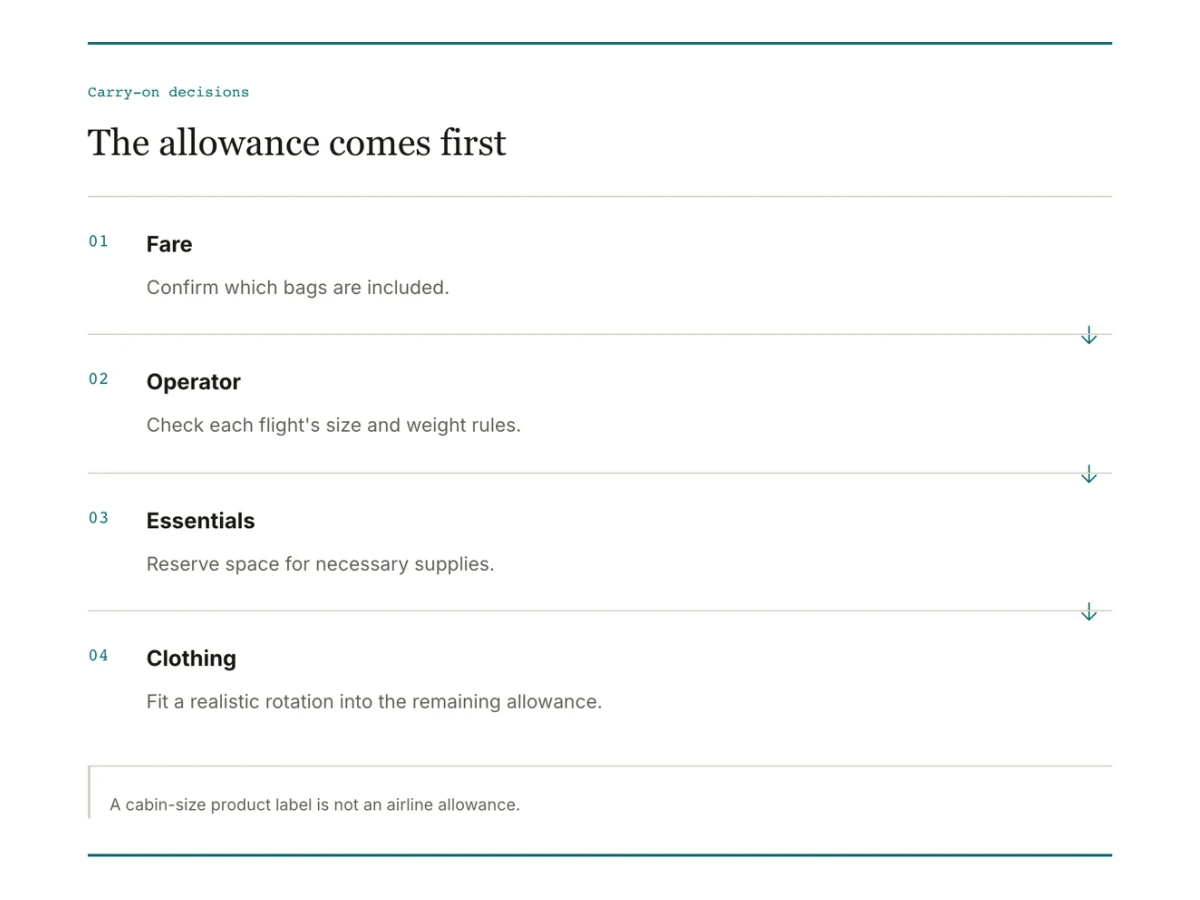 Carry-on decisions
The allowance comes first
01
Fare
Confirm which bags are included.
02
Operator
Check each flight's size and weight rules.
03
Essentials
Reserve space for necessary supplies.
04
Clothing
Fit a realistic rotation into the remaining allowance.
A cabin-size product label is not an airline allowance.